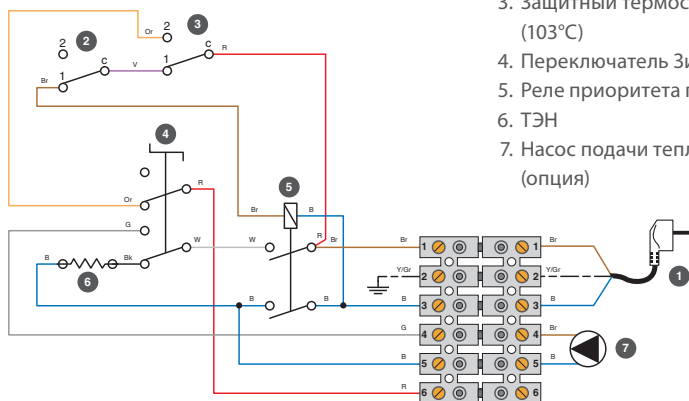 3. Защитный термос
(103°C)
4. Переключатель Зи
5. Реле приоритета п
6. ТЭН
7. Насос подачи тепл
(опция)
2
Or
3
2
2
C
R
1
C
V
1
Br
4
R
5
Or
Br
B
G
W
W
R
Br
Br
1
1
Br
B
Bk
Y/Gr
2
2
Y/Gr
1
6
B
B
B
3
3
B
G
4
4
Br
7
B
5
5
B
R
6
6